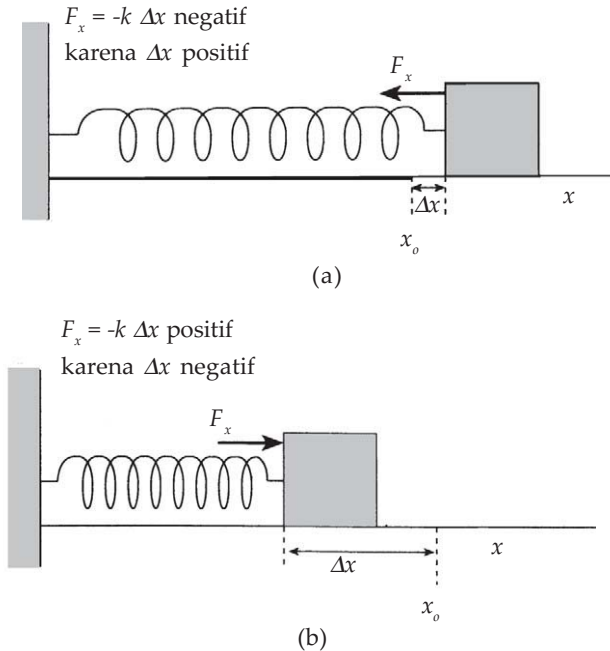 F_x = -k Δx negatif
karena Δx positif
F_x
Δx
x
x_o
(a)
F_x = -k Δx positif
karena Δx negatif
F_x
Δx
x
x_o
(b)